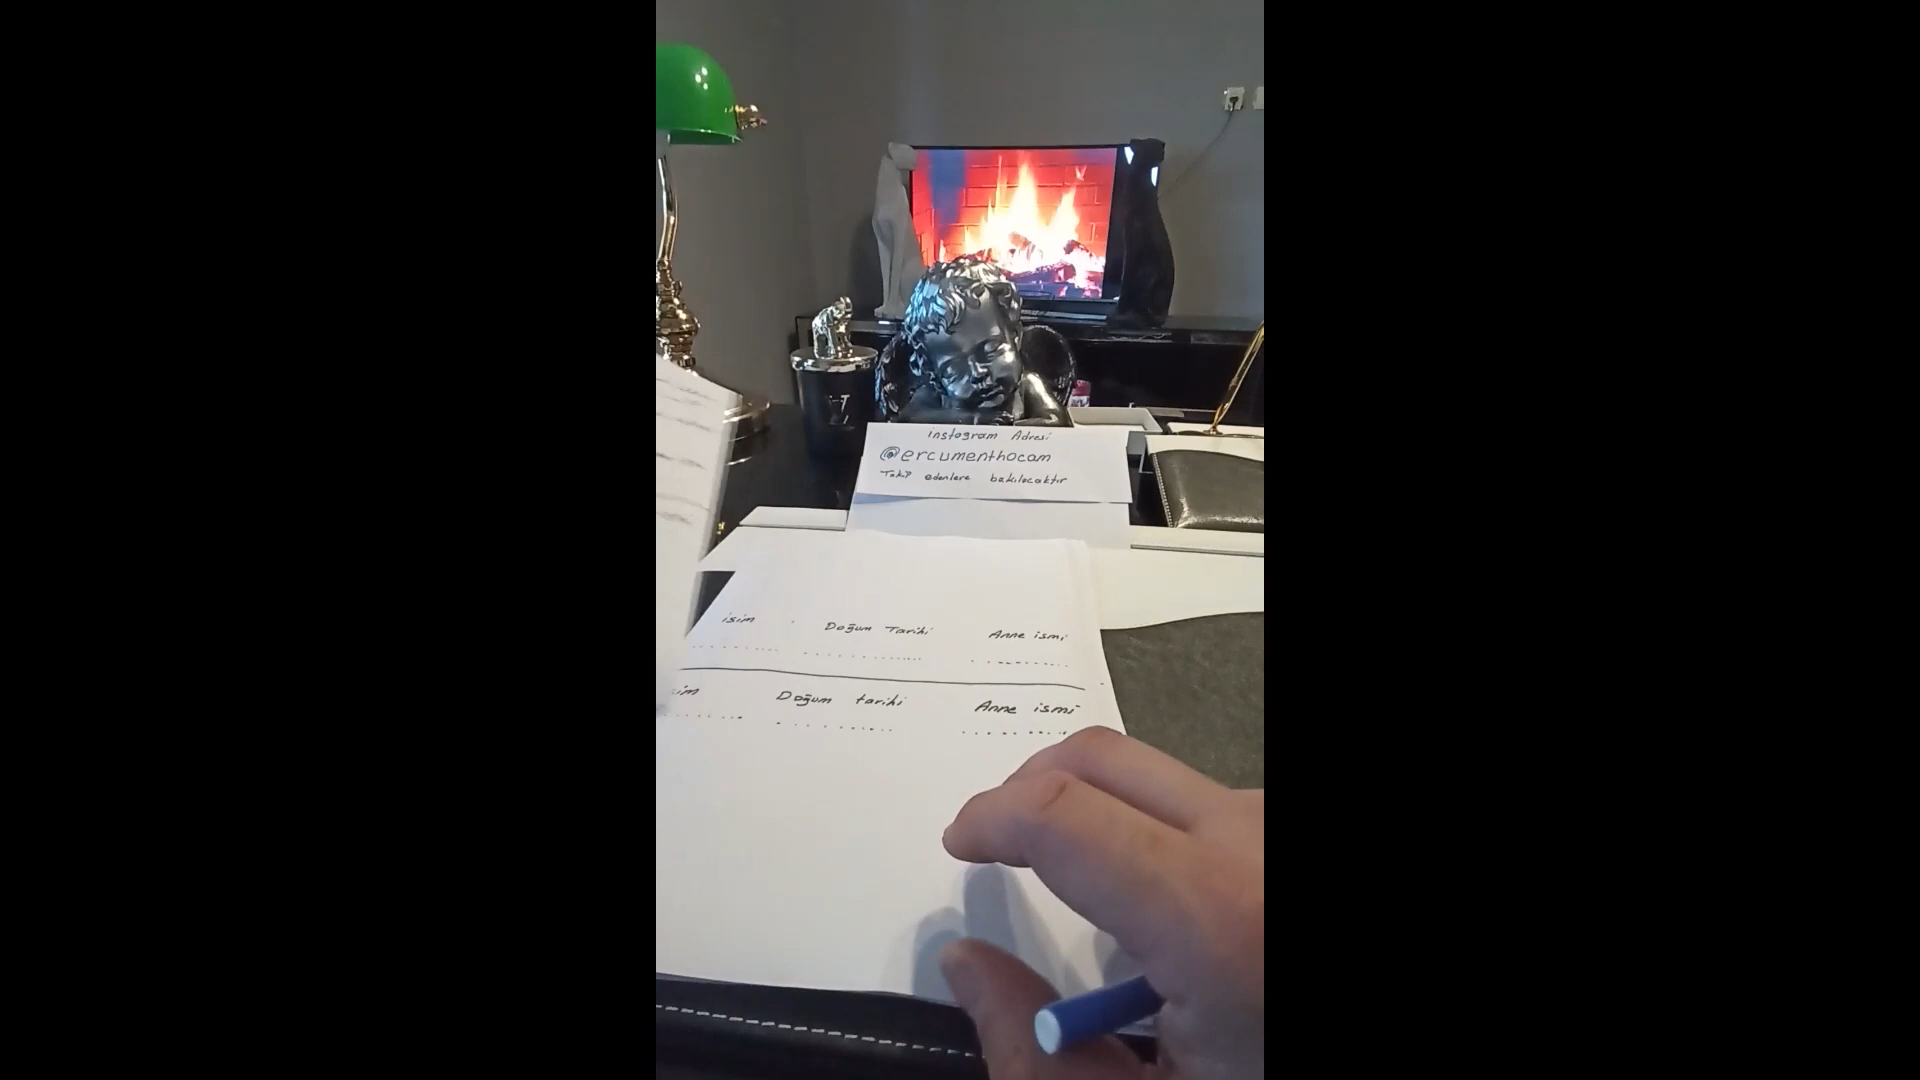 instagram Adresi
@ercumenthocam
Takip edenlere bakılacaktır
isim Doğum Tarihi Anne ismi
Doğum tarihi Anne ismi